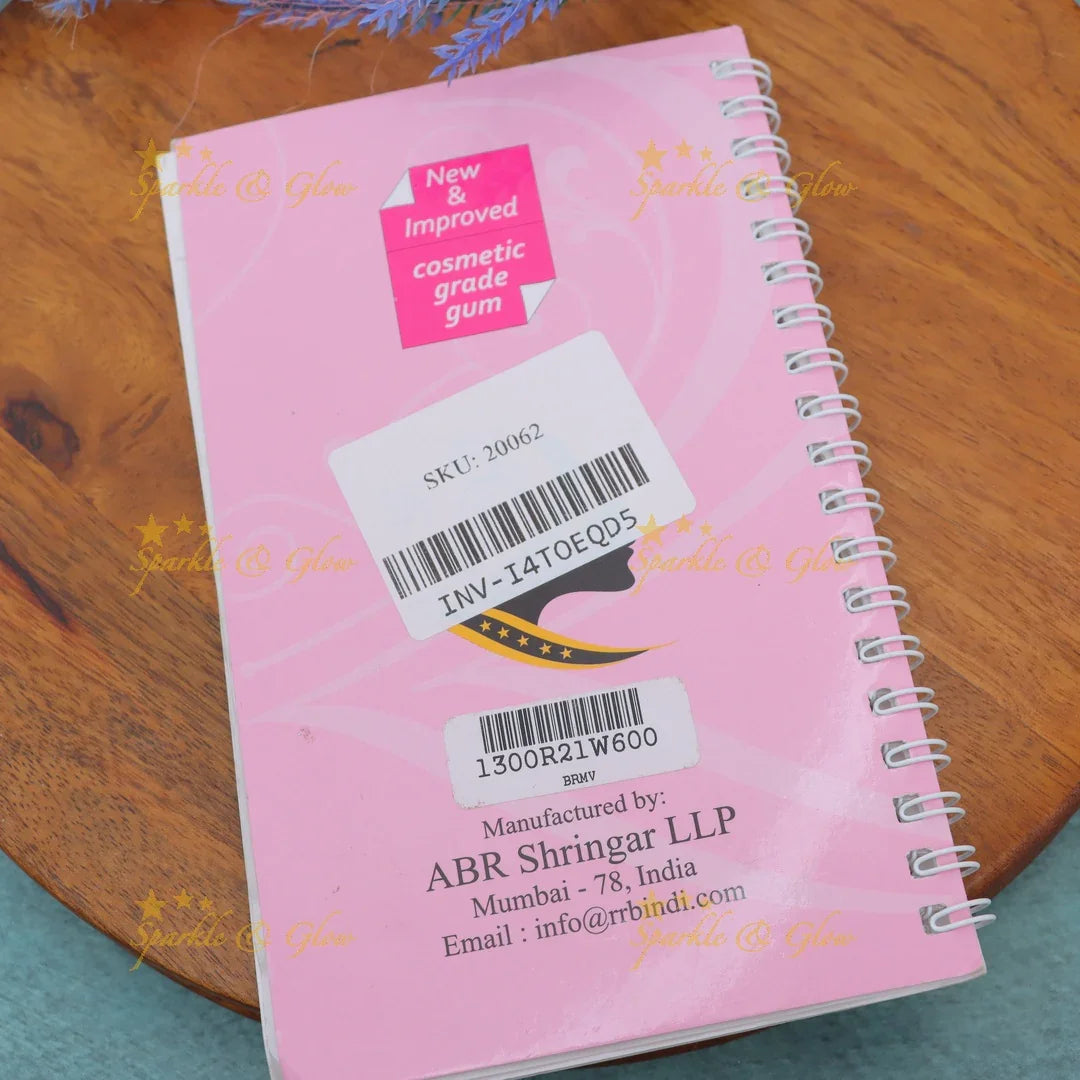 New
&
Improved
cosmetic
grade
gum
SKU: 20062
INV-I4TOEQD5
1300R21W600
BRMV
Manufactured by:
ABR Shringar LLP
Mumbai - 78, India
Email : info@rrbindi.com
Sparkle & Glow
Sparkle & Glow
Sparkle & Glow
Sparkle & Glow
Sparkle & Glow
Sparkle & Glow